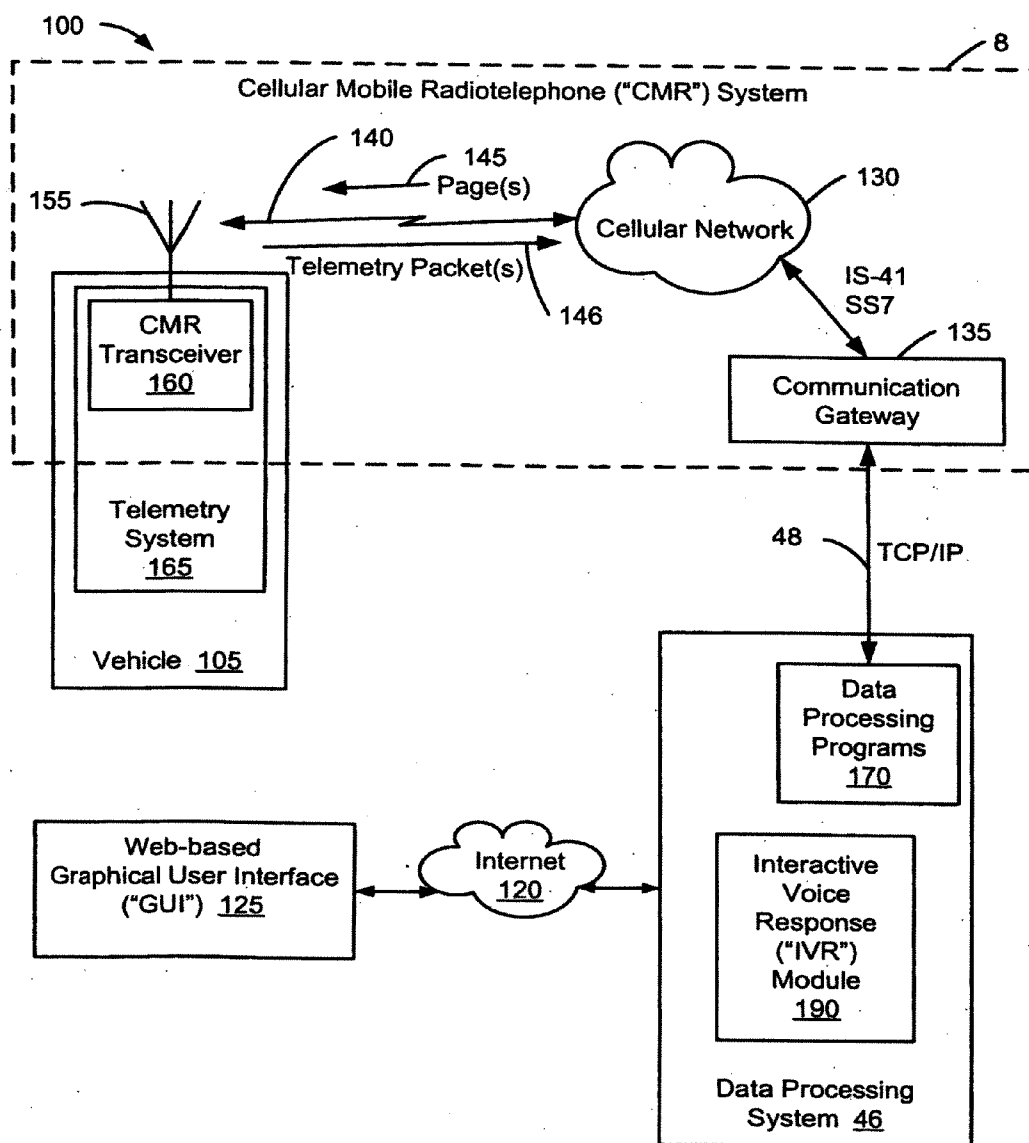 100
8
Cellular Mobile Radiotelephone ("CMR") System
140
145
Page(s)
155
130
Cellular Network
Telemetry Packet(s)
146
IS-41
SS7
CMR
Transceiver
160
135
Communication
Gateway
Telemetry
System
165
48
TCP/IP
Vehicle 105
Data
Processing
Programs
170
Web-based
Graphical User Interface
("GUI") 125
Internet
120
Interactive
Voice
Response
("IVR")
Module
190
Data Processing
System 46